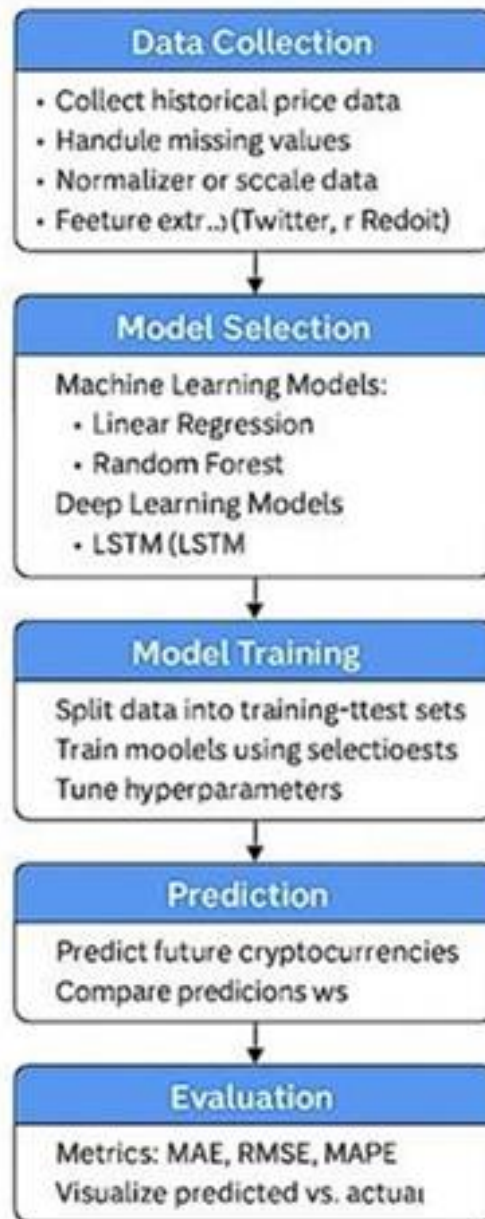 Data Collection
• Collect historical price data
• Handule missing values
• Normalizer or sccale data
• Feeture extr..)(Twitter, r Redoit)
Model Selection
Machine Learning Models:
• Linear Regression
• Random Forest
Deep Learning Models
• LSTM (LSTM
Model Training
Split data into training-ttest sets
Train moolels using selectioests
Tune hyperparameters
Prediction
Predict future cryptocurrencies
Compare predicions ws
Evaluation
Metrics: MAE, RMSE, MAPE
Visualize predicted vs. actuaı